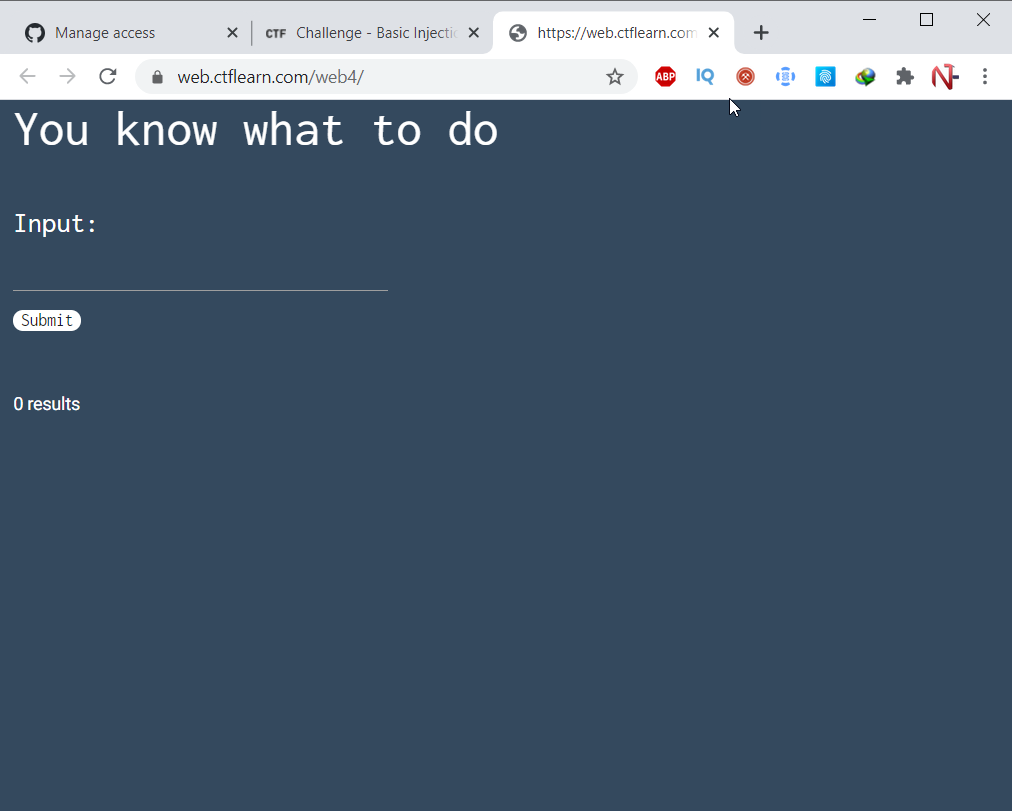 Manage access
CTF Challenge - Basic Injectic
https://web.ctflearn.com
web.ctflearn.com/web4/
ABP
IQ
N
You know what to do
Input:
Submit
0 results